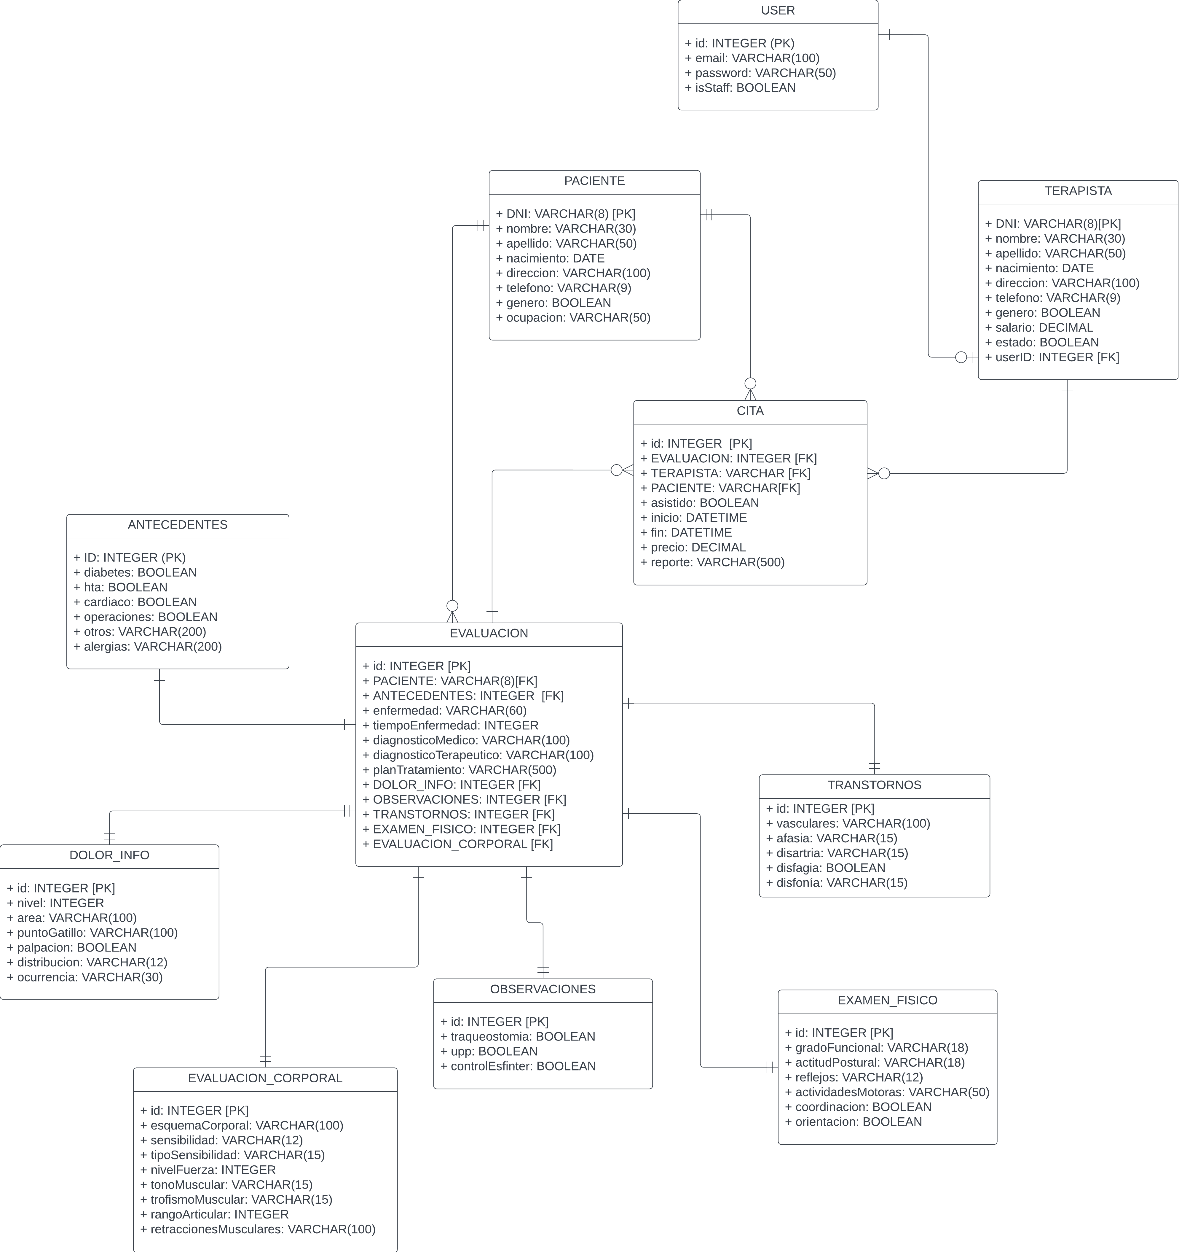 USER
+ id: INTEGER (PK)
+ email: VARCHAR(100)
+ password: VARCHAR(50)
+ isStaff: BOOLEAN
PACIENTE
+ DNI: VARCHAR(8) [PK]
+ nombre: VARCHAR(30)
+ apellido: VARCHAR(50)
+ nacimiento: DATE
+ direccion: VARCHAR(100)
+ telefono: VARCHAR(9)
+ genero: BOOLEAN
+ ocupacion: VARCHAR(50)
TERAPISTA
+ DNI: VARCHAR(8)[PK]
+ nombre: VARCHAR(30)
+ apellido: VARCHAR(50)
+ nacimiento: DATE
+ direccion: VARCHAR(100)
+ telefono: VARCHAR(9)
+ genero: BOOLEAN
+ salario: DECIMAL
+ estado: BOOLEAN
+ userID: INTEGER [FK]
CITA
+ id: INTEGER [PK]
+ EVALUACION: INTEGER [FK]
+ TERAPISTA: VARCHAR [FK]
+ PACIENTE: VARCHAR[FK]
+ asistido: BOOLEAN
+ inicio: DATETIME
+ fin: DATETIME
+ precio: DECIMAL
+ reporte: VARCHAR(500)
ANTECEDENTES
+ ID: INTEGER (PK)
+ diabetes: BOOLEAN
+ hta: BOOLEAN
+ cardiaco: BOOLEAN
+ operaciones: BOOLEAN
+ otros: VARCHAR(200)
+ alergias: VARCHAR(200)
EVALUACION
+ id: INTEGER [PK]
+ PACIENTE: VARCHAR(8)[FK]
+ ANTECEDENTES: INTEGER [FK]
+ enfermedad: VARCHAR(60)
+ tiempoEnfermedad: INTEGER
+ diagnosticoMedico: VARCHAR(100)
+ diagnosticoTerapeutico: VARCHAR(100)
+ planTratamiento: VARCHAR(500)
+ DOLOR_INFO: INTEGER [FK]
+ OBSERVACIONES: INTEGER [FK]
+ TRANSTORNOS: INTEGER [FK]
+ EXAMEN_FISICO: INTEGER [FK]
+ EVALUACION_CORPORAL [FK]
TRANSTORNOS
+ id: INTEGER [PK]
+ vasculares: VARCHAR(100)
+ afasia: VARCHAR(15)
+ disartria: VARCHAR(15)
+ disfagia: BOOLEAN
+ disfonia: VARCHAR(15)
DOLOR_INFO
+ id: INTEGER [PK]
+ nivel: INTEGER
+ area: VARCHAR(100)
+ puntoGatillo: VARCHAR(100)
+ palpacion: BOOLEAN
+ distribucion: VARCHAR(12)
+ ocurrencia: VARCHAR(30)
OBSERVACIONES
+ id: INTEGER [PK]
+ traqueostomia: BOOLEAN
+ upp: BOOLEAN
+ controlEsfinter: BOOLEAN
EXAMEN_FISICO
+ id: INTEGER [PK]
+ gradoFuncional: VARCHAR(18)
+ actitudPostural: VARCHAR(18)
+ reflejos: VARCHAR(12)
+ actividadesMotoras: VARCHAR(50)
+ coordinacion: BOOLEAN
+ orientacion: BOOLEAN
EVALUACION_CORPORAL
+ id: INTEGER [PK]
+ esquemaCorporal: VARCHAR(100)
+ sensibilidad: VARCHAR(12)
+ tipoSensibilidad: VARCHAR(15)
+ nivelFuerza: INTEGER
+ tonoMuscular: VARCHAR(15)
+ trofismoMuscular: VARCHAR(15)
+ rangoArticular: INTEGER
+ retraccionesMusculares: VARCHAR(100)